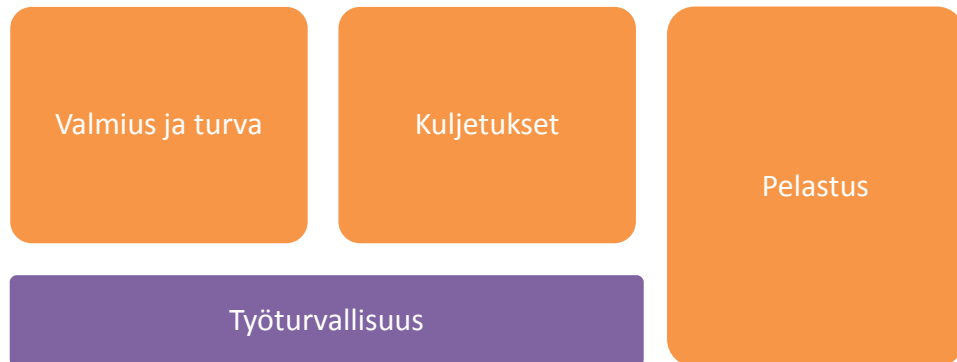 Valmius ja turva
Kuljetukset
Pelastus
Työturvallisuus